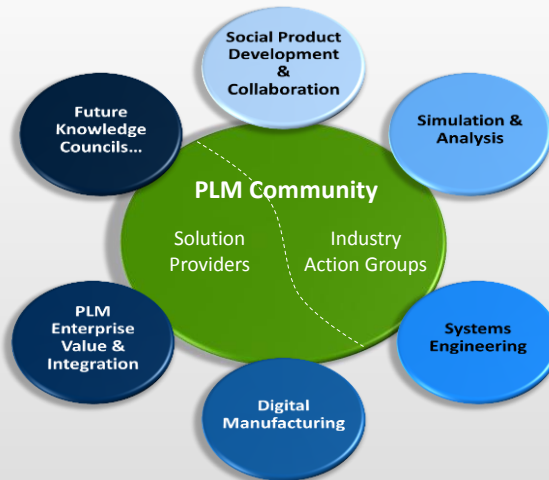 Social Product
Development
&
Collaboration
Future
Knowledge
Councils...
Simulation &
Analysis
PLM Community
Solution
Providers
Industry
Action Groups
PLM
Enterprise
Value &
Integration
Systems
Engineering
Digital
Manufacturing